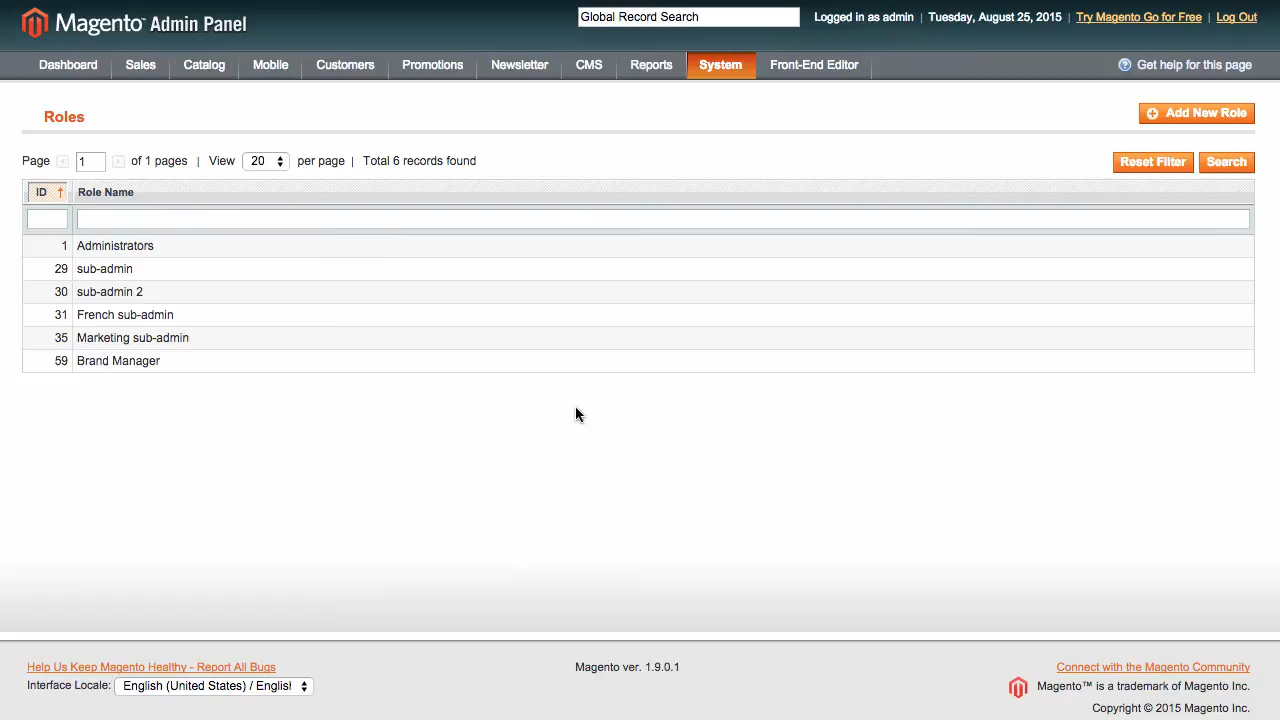 Magento Admin Panel
Global Record Search
Logged in as admin | Tuesday, August 25, 2015 | Try Magento Go for Free | Log Out
Dashboard Sales Catalog Mobile Customers Promotions Newsletter CMS Reports System Front-End Editor Get help for this page
Roles
Add New Role
Page 1 of 1 pages | View 20 per page | Total 6 records found
Reset Filter Search
ID ↑ Role Name
1 Administrators
29 sub-admin
30 sub-admin 2
31 French sub-admin
35 Marketing sub-admin
59 Brand Manager
Help Us Keep Magento Healthy - Report All Bugs
Interface Locale: English (United States) / Englisl
Magento ver. 1.9.0.1
Connect with the Magento Community
Magento™ is a trademark of Magento Inc.
Copyright © 2015 Magento Inc.